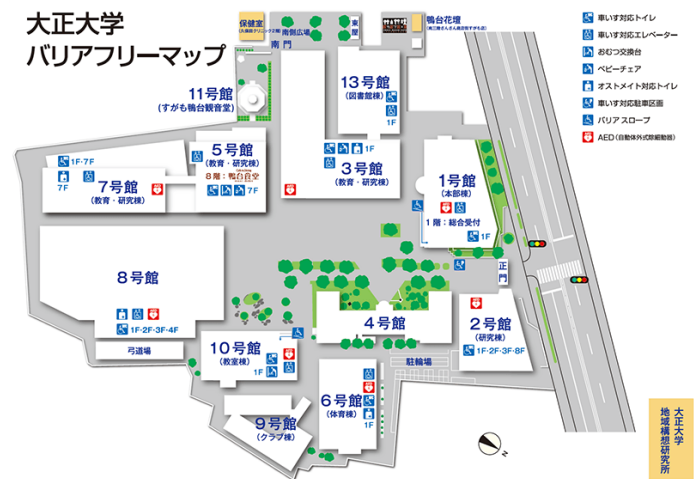 大正大学
バリアフリーマップ
保健室
南側広場
南門
東屋
鴨台花壇
車いす対応トイレ
車いす対応エレベーター
おむつ交換台
ベビーチェア
オストメイト対応トイレ
車いす対応駐車区画
バリアスロープ
AED(自動体外式除細動器)
11号館
(すがも鴨台観音堂)
13号館
(図書館棟)
1F
5号館
(教育・研究棟)
8階:鴨台食堂
7F
1F・7F
7F
7号館
(教育・研究棟)
1F
3号館
(教育・研究棟)
1号館
(本部棟)
1階:総合受付
1F
正門
8号館
1F・2F・3F・4F
弓道場
4号館
2号館
(研究棟)
1F・2F・3F・8F
10号館
(教室棟)
1F
駐輪場
6号館
(体育棟)
1F
9号館
(クラブ棟)
N
大正大学
地域構想研究所